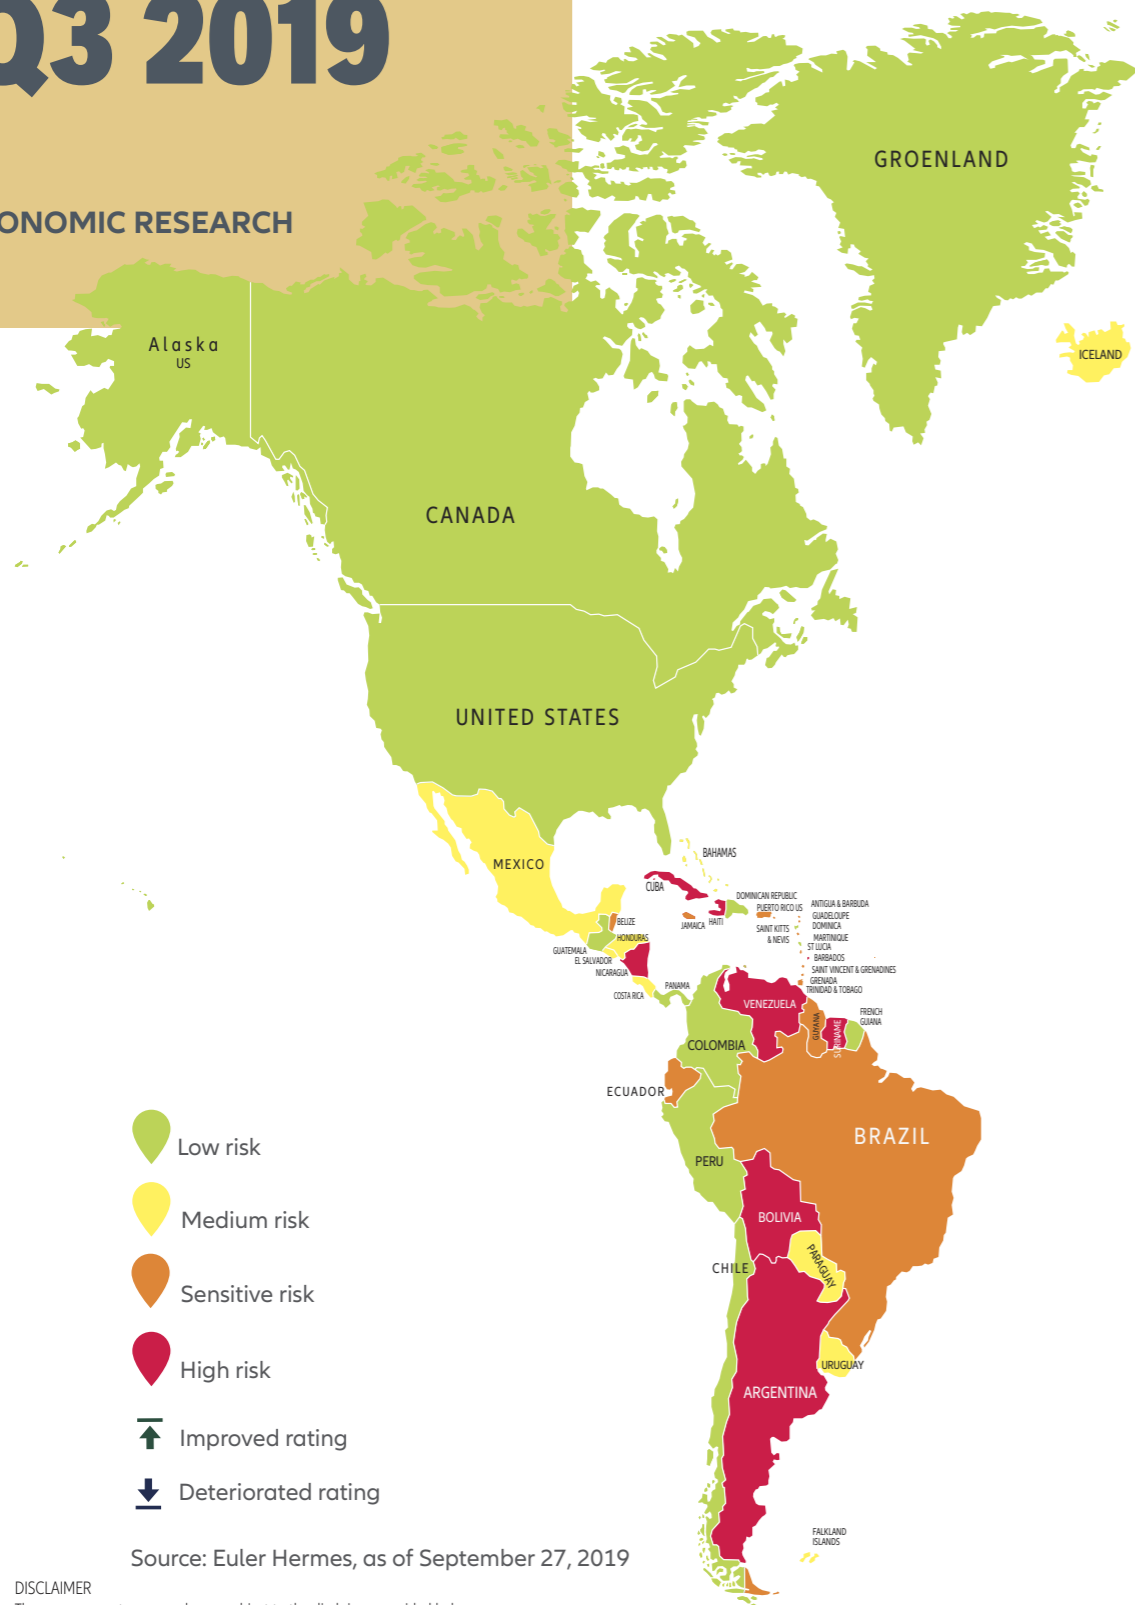 Q3 2019
ONOMIC RESEARCH
GROENLAND
Alaska
US
ICELAND
CANADA
UNITED STATES
MEXICO
BAHAMAS
CUBA
DOMINICAN REPUBLIC
PUERTO RICO US
ANTIGUA & BARBUDA
GUADELOUPE
DOMINICA
MARTINIQUE
ST LUCIA
BARBADOS
SAINT VINCENT & GRENADINES
GRENADA
TRINIDAD & TOBAGO
JAMAICA
HAITI
SAINT KITTS
& NEVIS
BELIZE
HONDURAS
GUATEMALA
EL SALVADOR
NICARAGUA
COSTA RICA
PANAMA
VENEZUELA
GUYANA
SURINAME
FRENCH
GUIANA
COLOMBIA
ECUADOR
BRAZIL
PERU
BOLIVIA
PARAGUAY
CHILE
URUGUAY
ARGENTINA
FALKLAND
ISLANDS
Low risk
Medium risk
Sensitive risk
High risk
Improved rating
Deteriorated rating
Source: Euler Hermes, as of September 27, 2019
DISCLAIMER